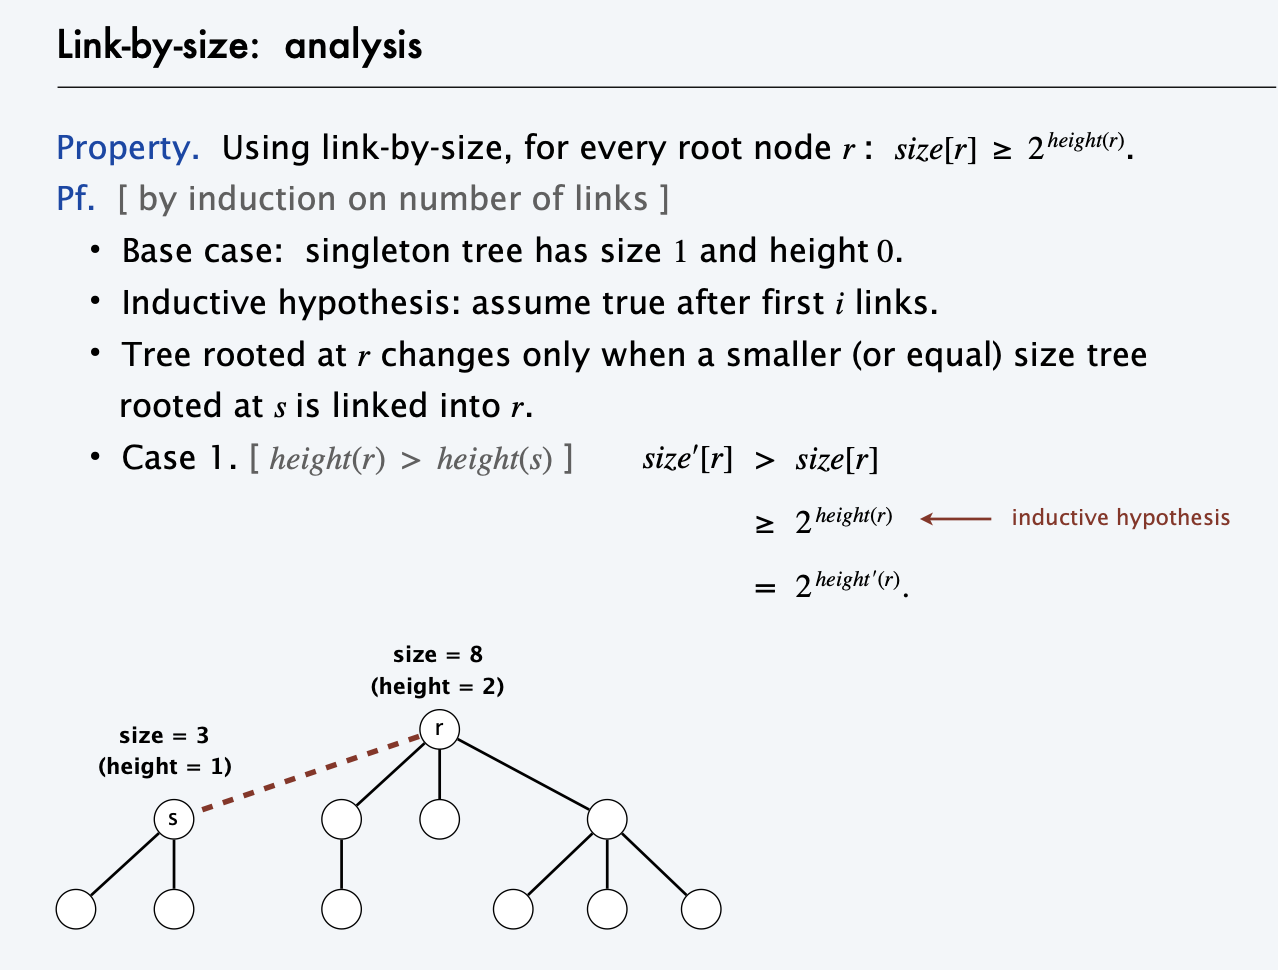 Link-by-size: analysis
Property. Using link-by-size, for every root node r : size[r] ≥ 2^height(r).
Pf. [ by induction on number of links ]
• Base case: singleton tree has size 1 and height 0.
• Inductive hypothesis: assume true after first i links.
• Tree rooted at r changes only when a smaller (or equal) size tree
rooted at s is linked into r.
• Case 1. [ height(r) > height(s) ] size′[r] > size[r]
≥ 2^height(r) inductive hypothesis
= 2^height′(r).
size = 8
(height = 2)
r
size = 3
(height = 1)
s